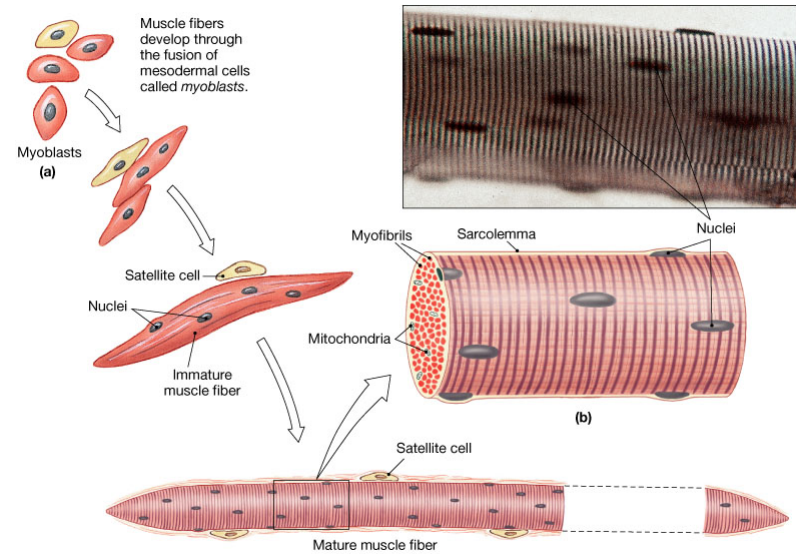 Muscle fibers
develop through
the fusion of
mesodermal cells
called myoblasts.
Myoblasts
(a)
Satellite cell
Nuclei
Immature
muscle fiber
Myofibrils
Sarcolemma
Nuclei
Mitochondria
(b)
Satellite cell
Mature muscle fiber